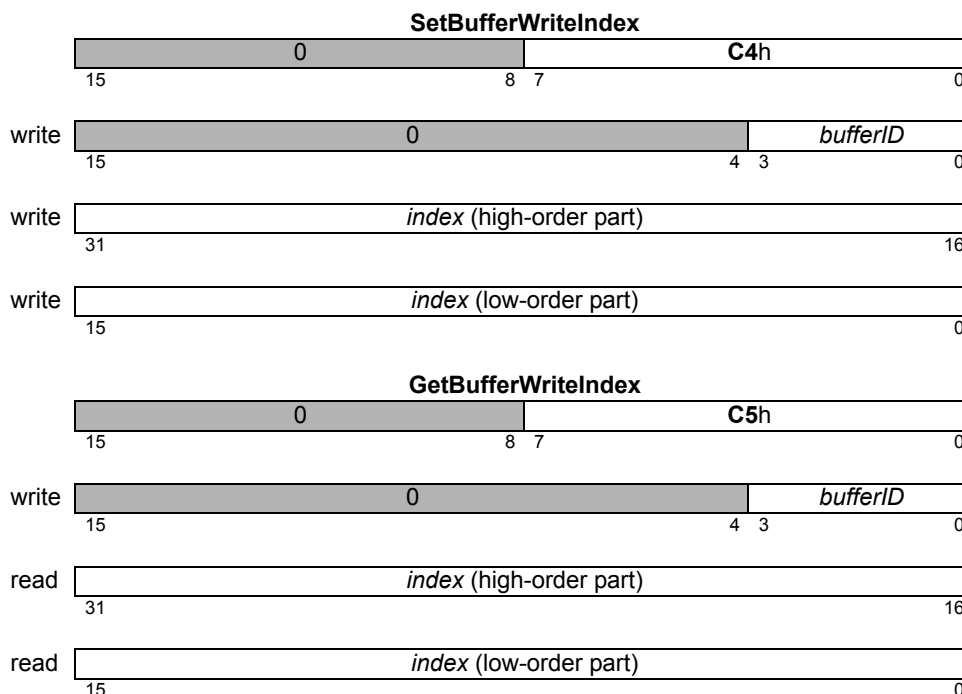 SetBufferWriteIndex
0 C4h
15 8 7 0
write 0 bufferID
15 4 3 0
write index (high-order part)
31 16
write index (low-order part)
15 0
GetBufferWriteIndex
0 C5h
15 8 7 0
write 0 bufferID
15 4 3 0
read index (high-order part)
31 16
read index (low-order part)
15 0